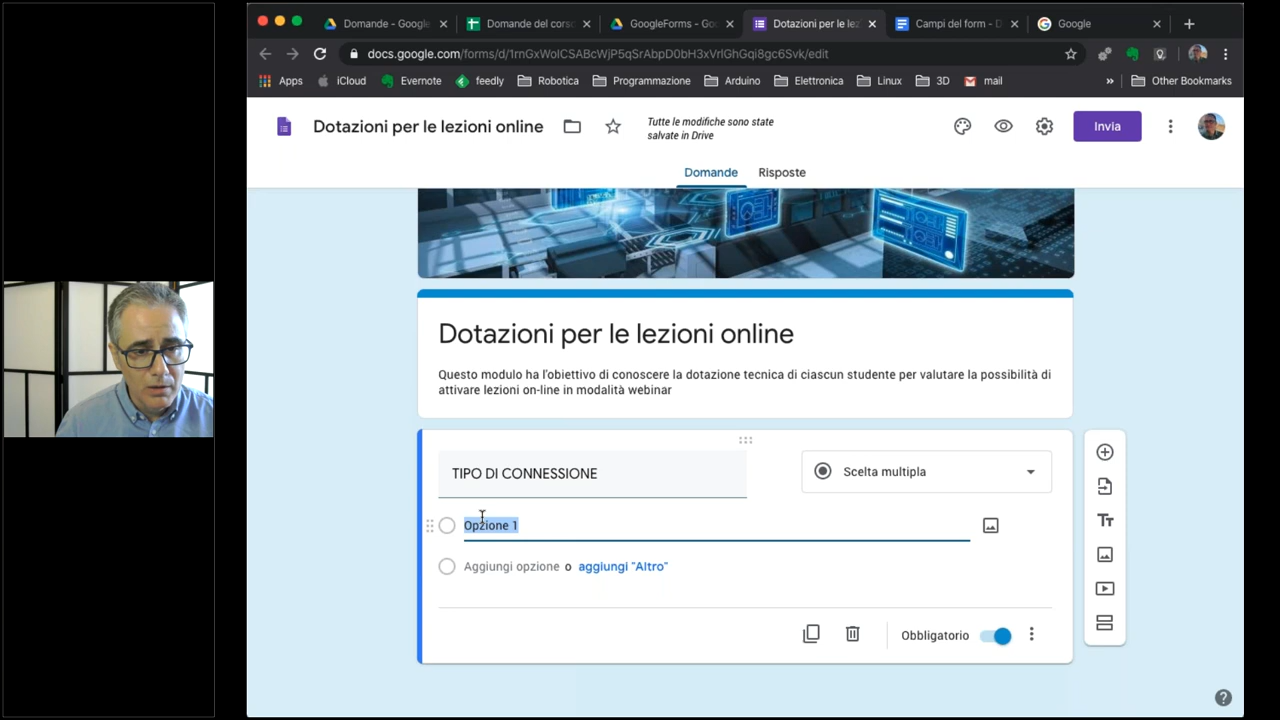 Domande - Google
Domande del cors
GoogleForms - Go
Dotazioni per le lez
Campi del form - D
Google
docs.google.com/forms/d/1rnGxWoICSABcWjP5qSrAbpD0bH3xVrlGhGqi8gc6Svk/edit
Apps
iCloud
Evernote
feedly
Robotica
Programmazione
Arduino
Elettronica
Linux
3D
mail
»
Other Bookmarks
Dotazioni per le lezioni online
Tutte le modifiche sono state
salvate in Drive
Invia
Domande
Risposte
Dotazioni per le lezioni online
Questo modulo ha l'obiettivo di conoscere la dotazione tecnica di ciascun studente per valutare la possibilità di
attivare lezioni on-line in modalità webinar
TIPO DI CONNESSIONE
Scelta multipla
Opzione 1
Aggiungi opzione o aggiungi "Altro"
Obbligatorio